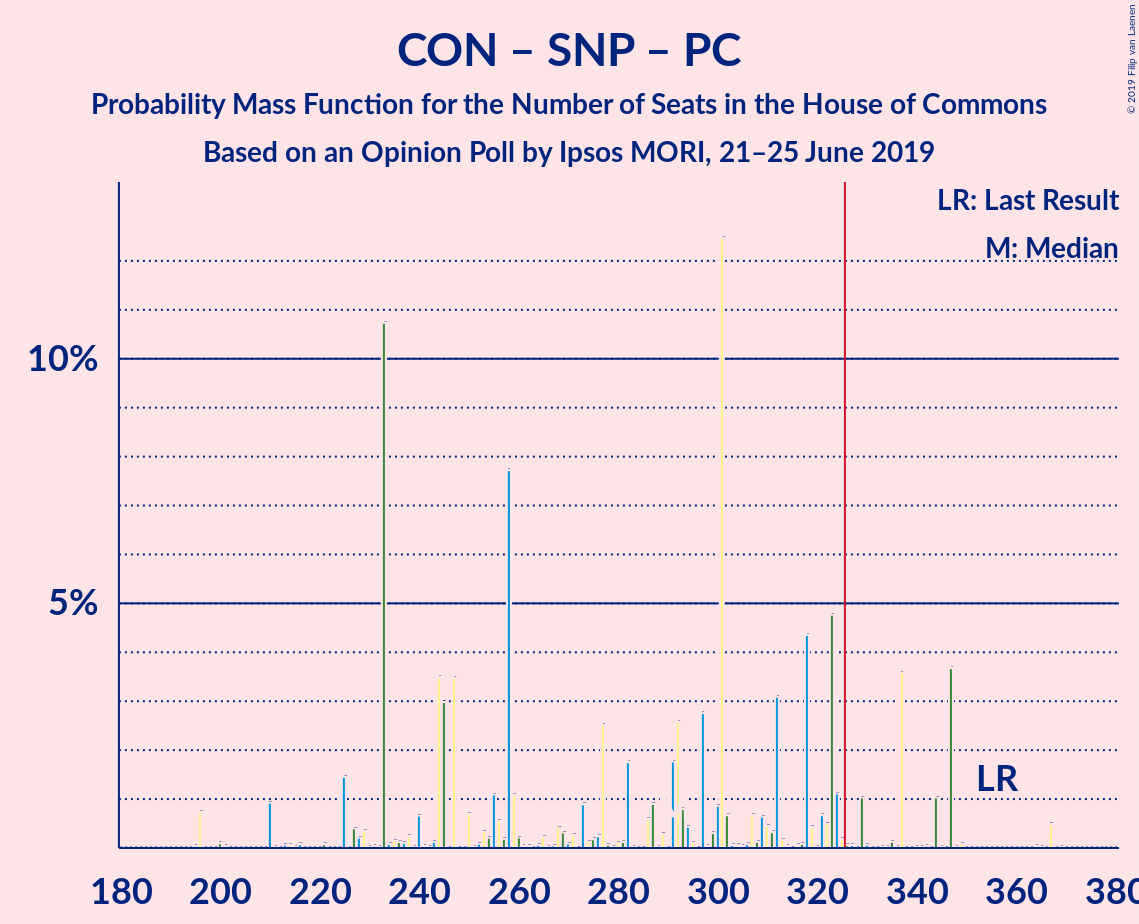 CON – SNP – PC
Probability Mass Function for the Number of Seats in the House of Commons
Based on an Opinion Poll by Ipsos MORI, 21–25 June 2019
© 2019 Filip van Laenen
LR: Last Result
M: Median
10%
5%
LR
180 200 220 240 260 280 300 320 340 360 380